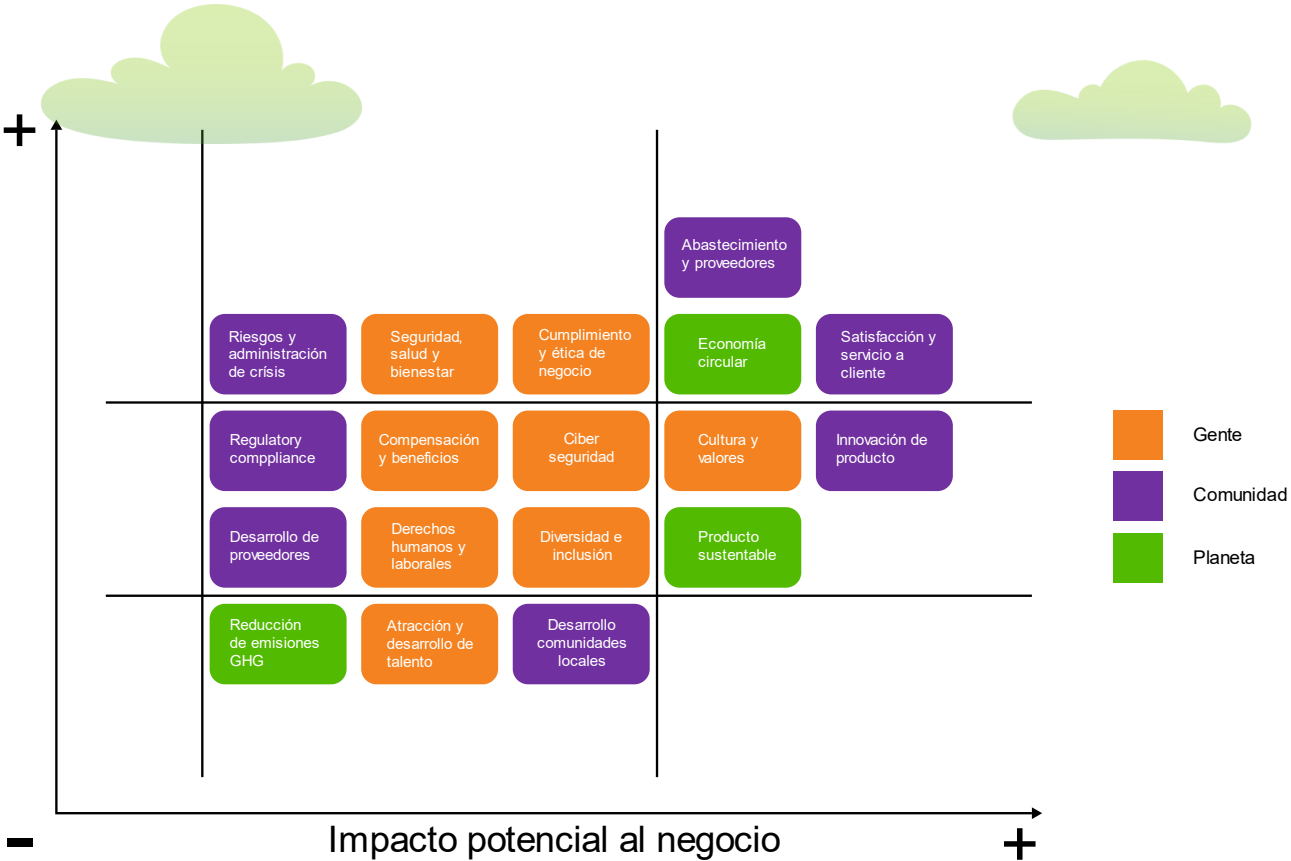 +
Abastecimiento
y proveedores
Riesgos y
administración
de crísis
Seguridad,
salud y
bienestar
Cumplimiento
y ética de
negocio
Economía
circular
Satisfacción y
servicio a
cliente
Regulatory
comppliance
Compensación
y beneficios
Ciber
seguridad
Cultura y
valores
Innovación de
producto
Desarrollo de
proveedores
Derechos
humanos y
laborales
Diversidad e
inclusión
Producto
sustentable
Reducción
de emisiones
GHG
Atracción y
desarrollo de
talento
Desarrollo
comunidades
locales
Gente
Comunidad
Planeta
-
Impacto potencial al negocio
+